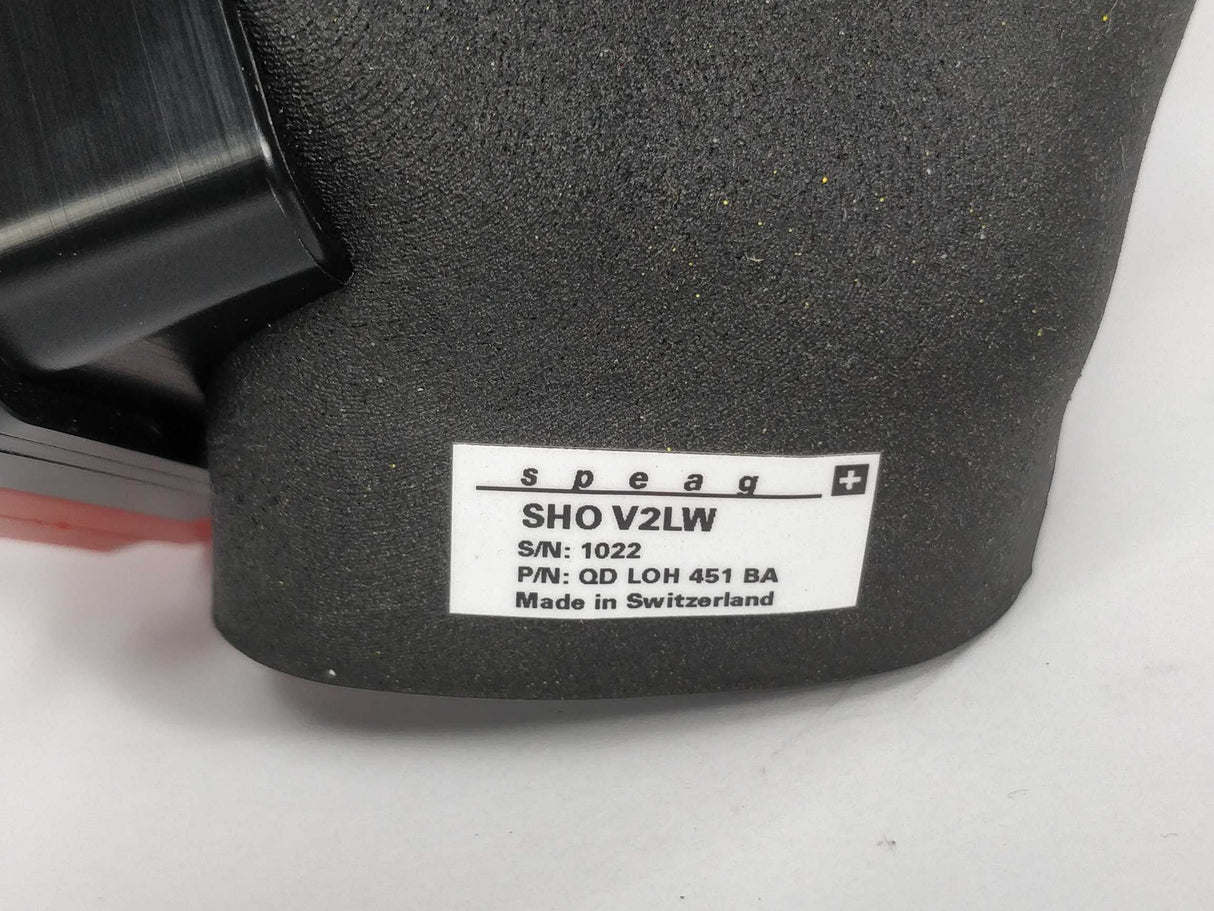 speag
SHO V2LW
S/N: 1022
P/N: QD LOH 451 BA
Made in Switzerland